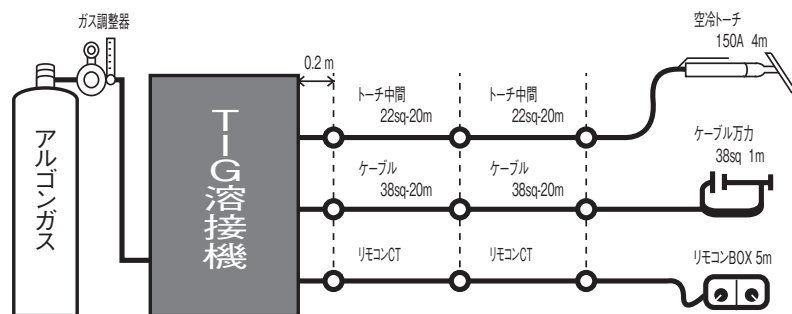 ガス調整器
アルゴンガス
TIG溶接機
0.2 m
トーチ中間
22sq-20m
トーチ中間
22sq-20m
空冷トーチ
150A 4m
ケーブル
38sq-20m
ケーブル
38sq-20m
ケーブル万力
38sq 1m
リモコンCT
リモコンCT
リモコンBOX 5m